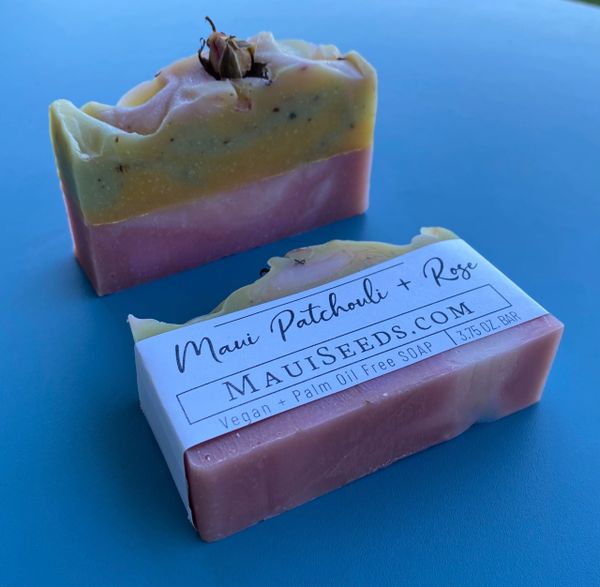 Maui Patchouli + Rose
MAUISEEDS.COM
Vegan + Palm Oil Free SOAP | 3.75 OZ. BAR